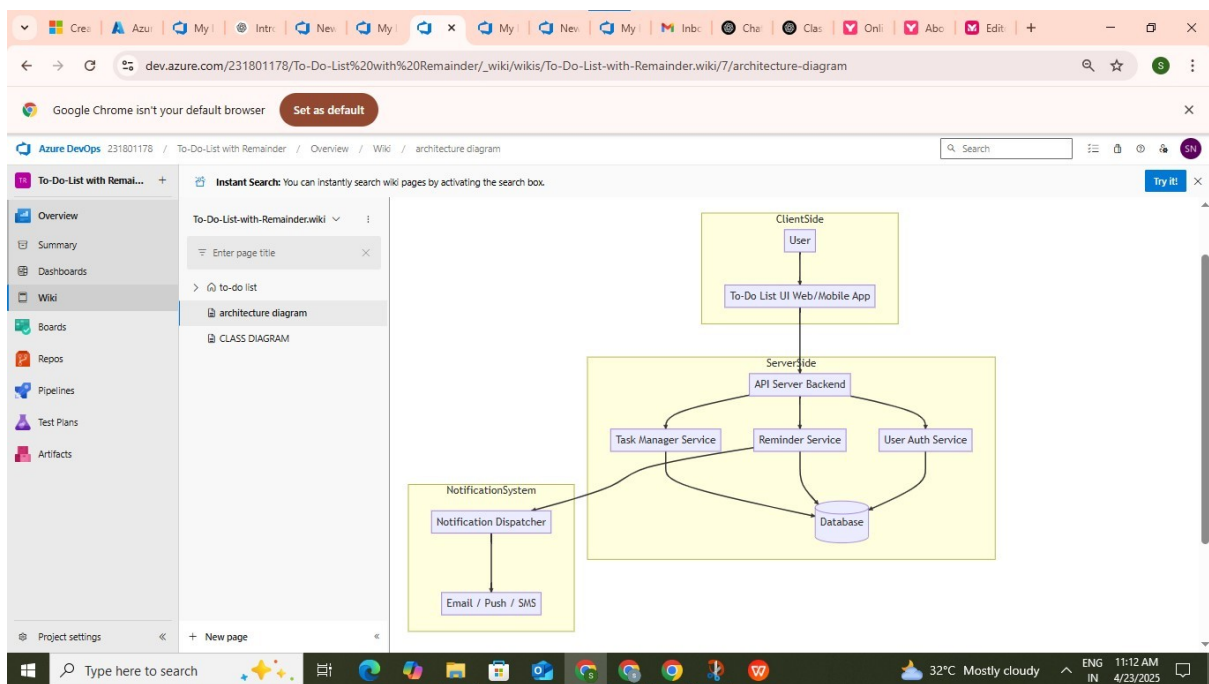 Crea
Azur
My l
Intro
New
My
My l
New
My l
Inbo
Cha
Clas
Onli
Abo
Edit
dev.azure.com/231801178/To-Do-List%20with%20Remainder/_wiki/wikis/To-Do-List-with-Remainder.wiki/7/architecture-diagram
S
Google Chrome isn't your default browser
Set as default
Azure DevOps 231801178 / To-Do-List with Remainder / Overview / Wiki / architecture diagram
Search
SN
TR To-Do-List with Remai...
Instant Search: You can instantly search wiki pages by activating the search box.
Try it!
Overview
Summary
Dashboards
Wiki
Boards
Repos
Pipelines
Test Plans
Artifacts
Project settings
To-Do-List-with-Remainder.wiki
Enter page title
to-do list
architecture diagram
CLASS DIAGRAM
New page
ClientSide
User
To-Do List UI Web/Mobile App
ServerSide
API Server Backend
Task Manager Service
Reminder Service
User Auth Service
Database
NotificationSystem
Notification Dispatcher
Email / Push / SMS
Type here to search
32°C Mostly cloudy
ENG
IN
11:12 AM
4/23/2025